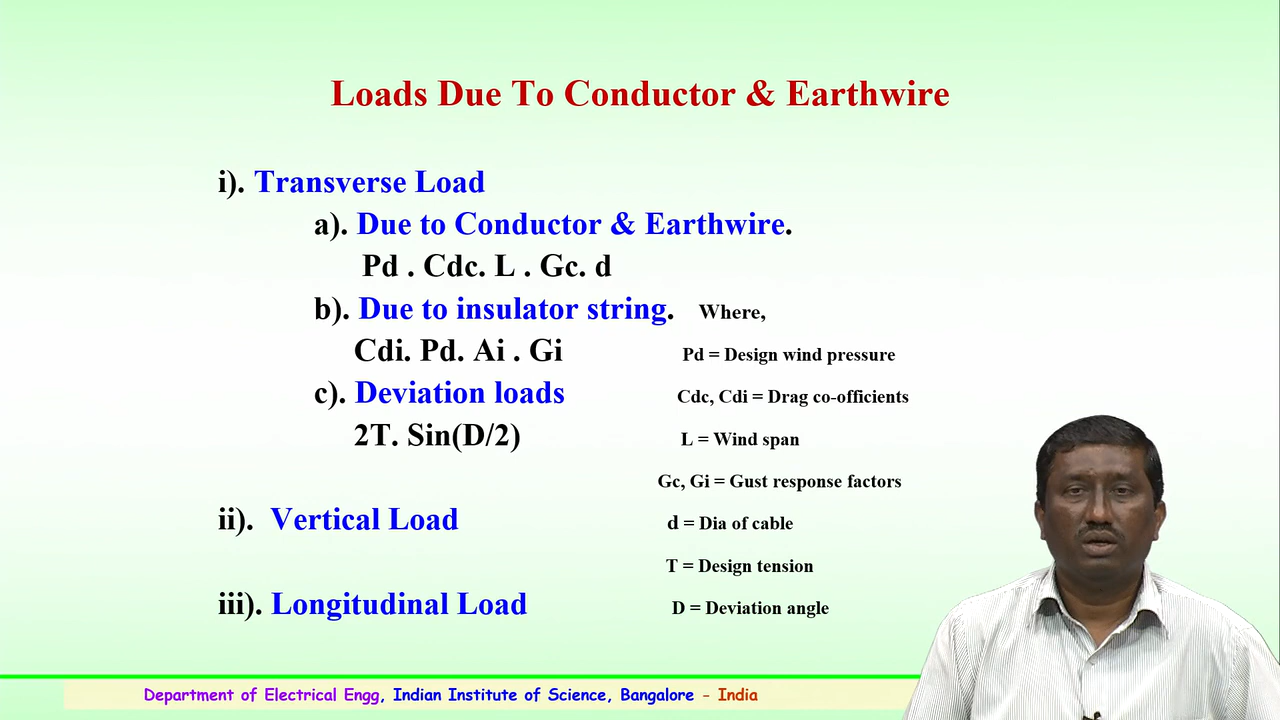 Loads Due To Conductor & Earthwire
i). Transverse Load
a). Due to Conductor & Earthwire.
Pd . Cdc. L . Gc. d
b). Due to insulator string.
Cdi. Pd. Ai . Gi
c). Deviation loads
2T. Sin(D/2)
ii). Vertical Load
iii). Longitudinal Load
Where,
Pd = Design wind pressure
Cdc, Cdi = Drag co-officients
L = Wind span
Gc, Gi = Gust response factors
d = Dia of cable
T = Design tension
D = Deviation angle
Department of Electrical Engg, Indian Institute of Science, Bangalore - India